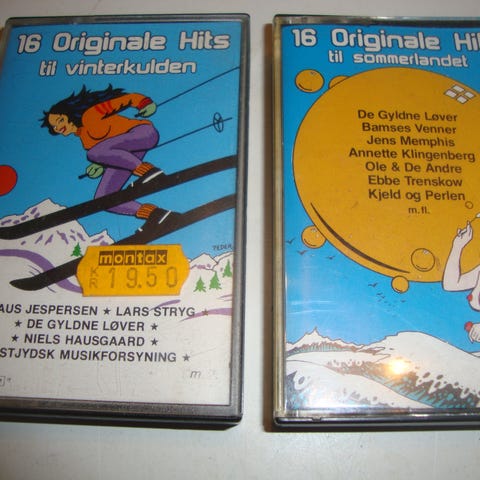 16 Originale Hits
til vinterkulden
PEDER
montax
KR 19.50
AUS JESPERSEN ★ LARS STRYG ★
★ DE GYLDNE LØVER ★
★ NIELS HAUSGAARD ★
STJYDSK MUSIKFORSYNING ★
16 Originale Hi
til sommerlandet
De Gyldne Løver
Bamses Venner
Jens Memphis
Annette Klingenberg
Ole & De Andre
Ebbe Trenskow
Kjeld og Perlen
m.fl.